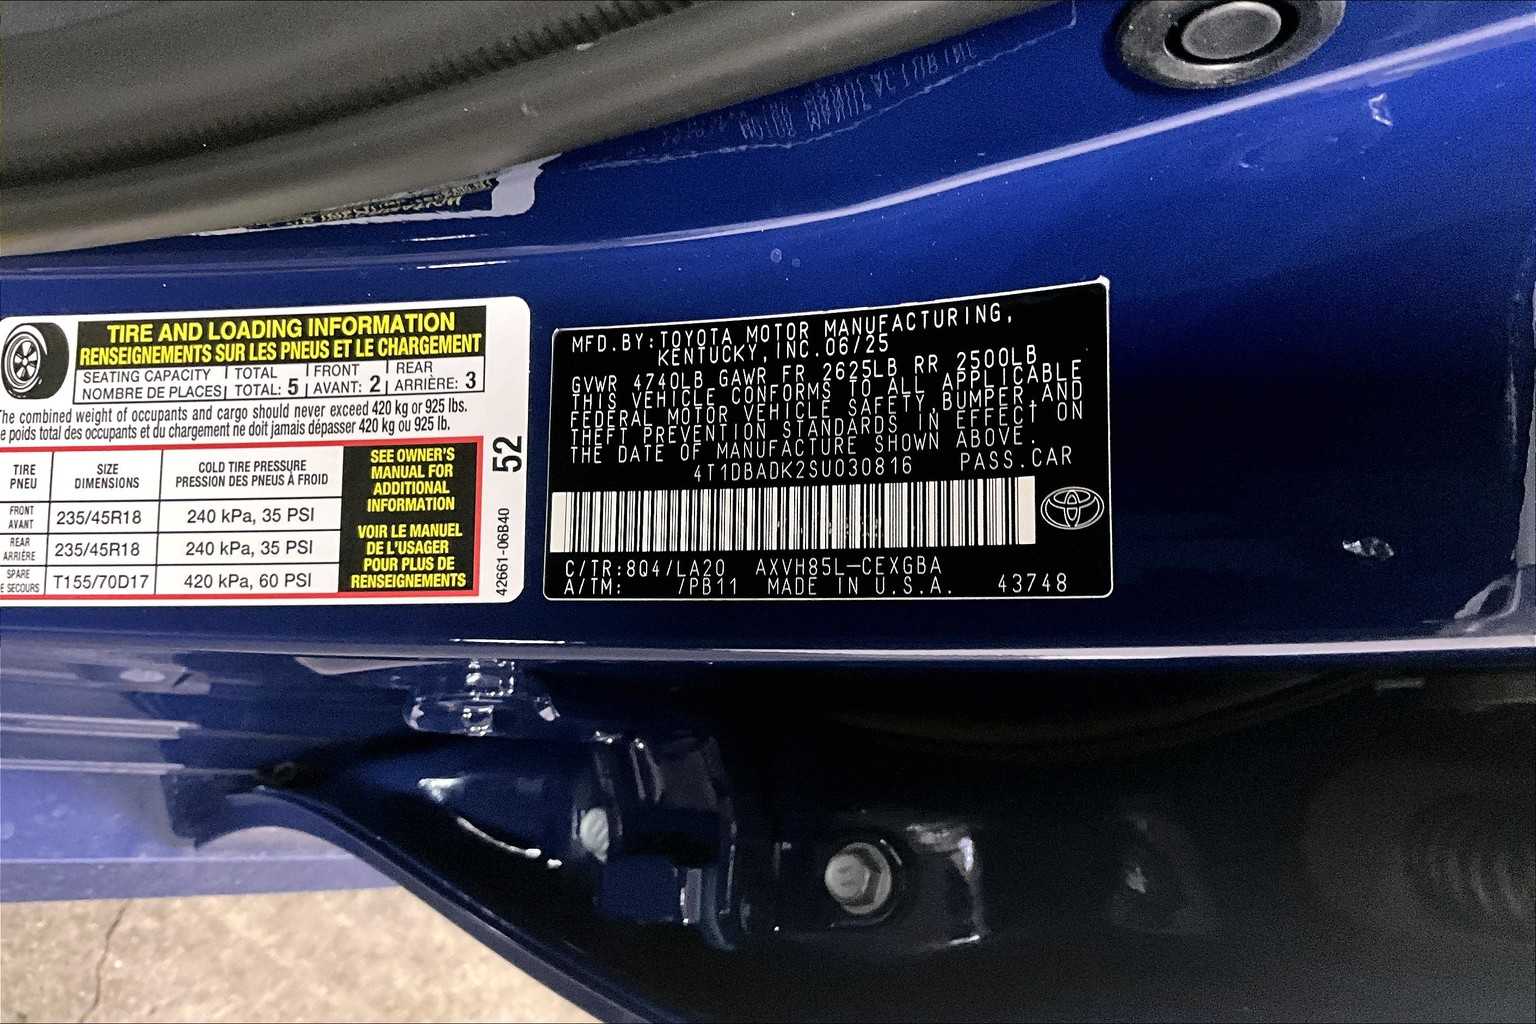 TIRE AND LOADING INFORMATION
RENSEIGNEMENTS SUR LES PNEUS ET LE CHARGEMENT
SEATING CAPACITY TOTAL FRONT REAR
NOMBRE DE PLACES TOTAL: 5 AVANT: 2 ARRIÈRE: 3
The combined weight of occupants and cargo should never exceed 420 kg or 925 lbs.
e poids total des occupants et du chargement ne doit jamais dépasser 420 kg ou 925 lb.
TIRE PNEU
SIZE DIMENSIONS
COLD TIRE PRESSURE
PRESSION DES PNEUS À FROID
FRONT AVANT 235/45R18 240 kPa, 35 PSI
REAR ARRIÈRE 235/45R18 240 kPa, 35 PSI
SPARE E SECOURS T155/70D17 420 kPa, 60 PSI
SEE OWNER'S
MANUAL FOR
ADDITIONAL
INFORMATION
VOIR LE MANUEL
DE L'USAGER
POUR PLUS DE
RENSEIGNEMENTS
52
42661-06B40
MFD.BY:TOYOTA MOTOR MANUFACTURING,
KENTUCKY,INC.06/25
GVWR 4740LB GAWR FR 2625LB RR 2500LB
THIS VEHICLE CONFORMS TO ALL APPLICABLE
FEDERAL MOTOR VEHICLE SAFETY,BUMPER,AND
THEFT PREVENTION STANDARDS IN EFFECT ON
THE DATE OF MANUFACTURE SHOWN ABOVE.
4T1DBADK2SU030816 PASS.CAR
C/TR:8Q4/LA20 AXVH85L-CEXGBA
A/TM: /PB11 MADE IN U.S.A. 43748